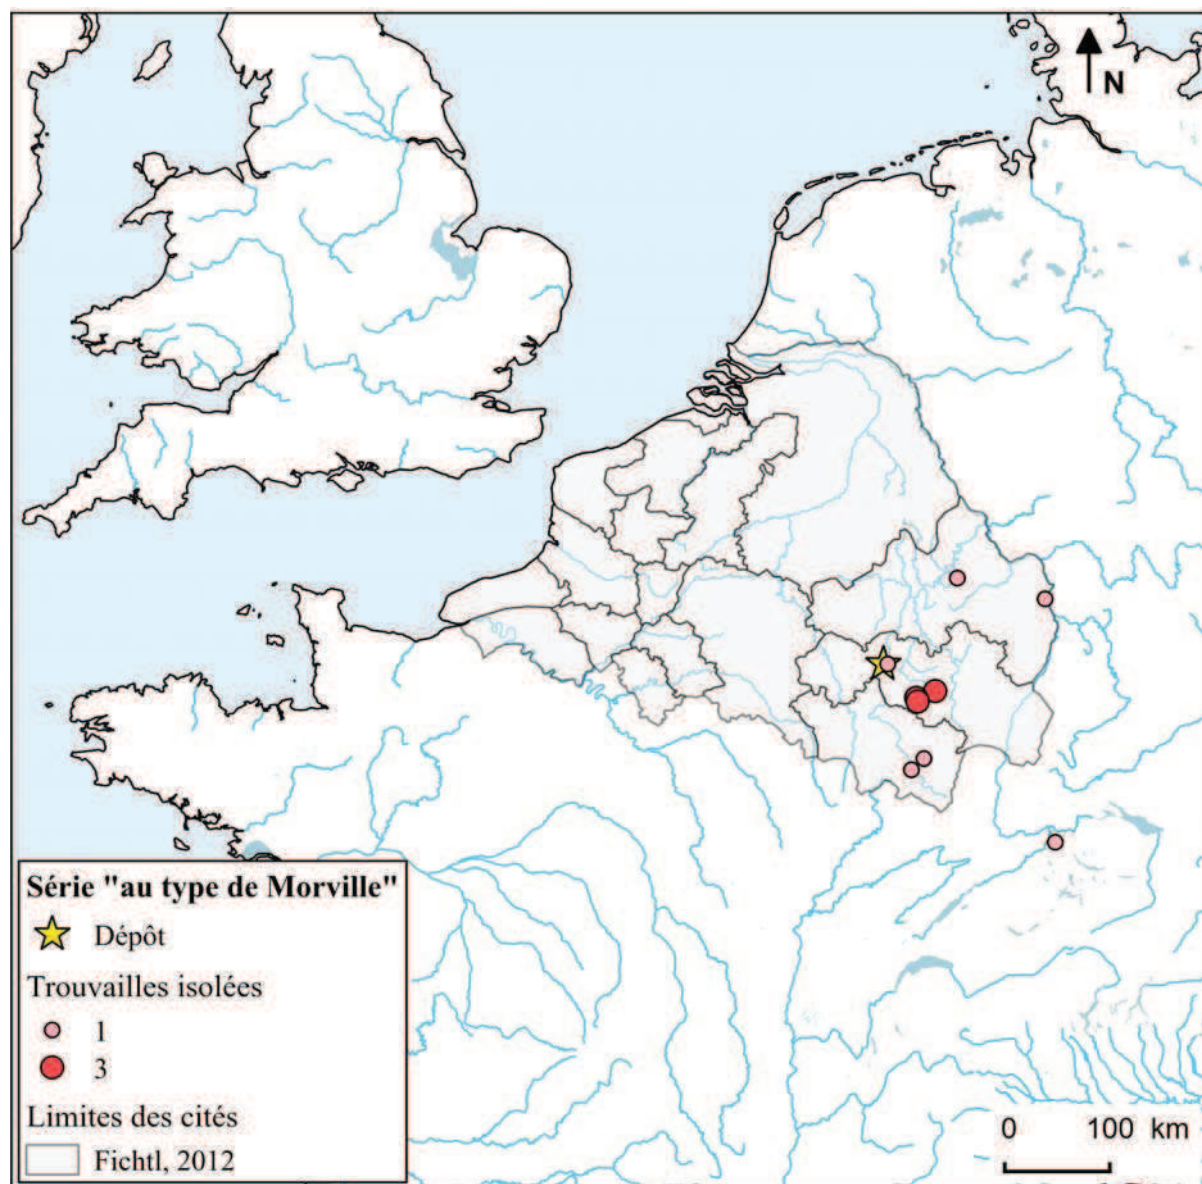 N
Série "au type de Morville"
Dépôt
Trouvailles isolées
1
3
Limites des cités
Fichtl, 2012
0 100 km